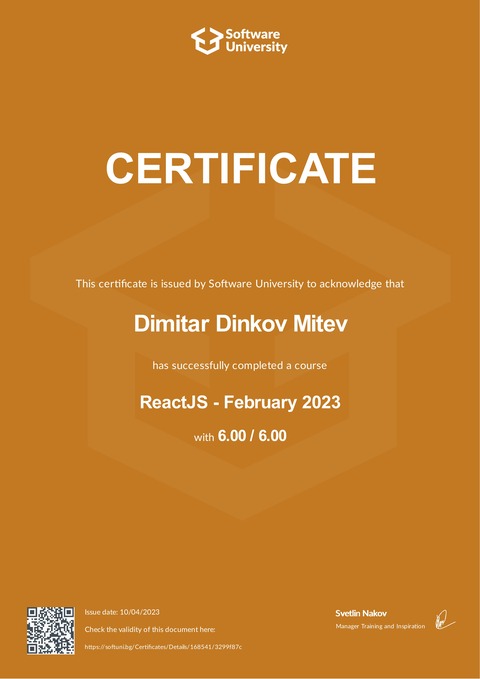 Software
University
CERTIFICATE
This certificate is issued by Software University to acknowledge that
Dimitar Dinkov Mitev
has successfully completed a course
ReactJS - February 2023
with 6.00 / 6.00
Issue date: 10/04/2023
Check the validity of this document here:
https://softuni.bg/Certificates/Details/168541/3299f87c
Svetlin Nakov
Manager Training and Inspiration